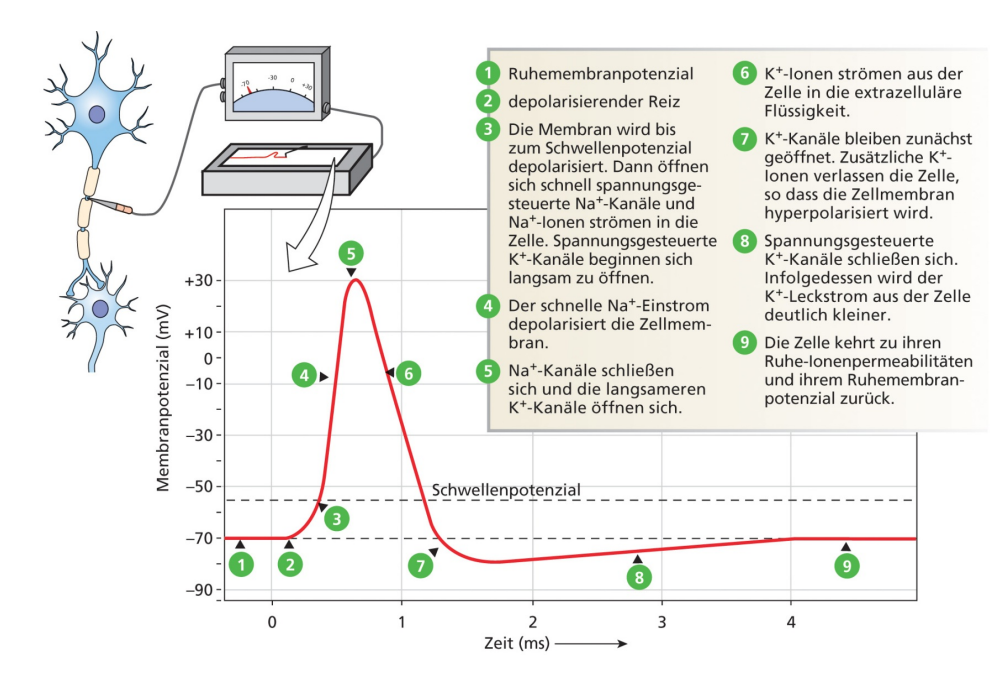 -70
-30
0
+30
1 Ruhemembranpotenzial
2 depolarisierender Reiz
3 Die Membran wird bis
zum Schwellenpotenzial
depolarisiert. Dann öffnen
sich schnell spannungsge-
steuerte Na⁺-Kanäle und
Na⁺-Ionen strömen in die
Zelle. Spannungsgesteuerte
K⁺-Kanäle beginnen sich
langsam zu öffnen.
4 Der schnelle Na⁺-Einstrom
depolarisiert die Zellmem-
bran.
5 Na⁺-Kanäle schließen
sich und die langsameren
K⁺-Kanäle öffnen sich.
6 K⁺-Ionen strömen aus der
Zelle in die extrazelluläre
Flüssigkeit.
7 K⁺-Kanäle bleiben zunächst
geöffnet. Zusätzliche K⁺-
Ionen verlassen die Zelle,
so dass die Zellmembran
hyperpolarisiert wird.
8 Spannungsgesteuerte
K⁺-Kanäle schließen sich.
Infolgedessen wird der
K⁺-Leckstrom aus der Zelle
deutlich kleiner.
9 Die Zelle kehrt zu ihren
Ruhe-Ionenpermeabilitäten
und ihrem Ruhemembran-
potenzial zurück.
Membranpotenzial (mV)
+30
+10
0
–10
–30
–50
–70
–90
5
4
6
Schwellenpotenzial
3
1
2
7
8
9
0
1
2
3
4
Zeit (ms)